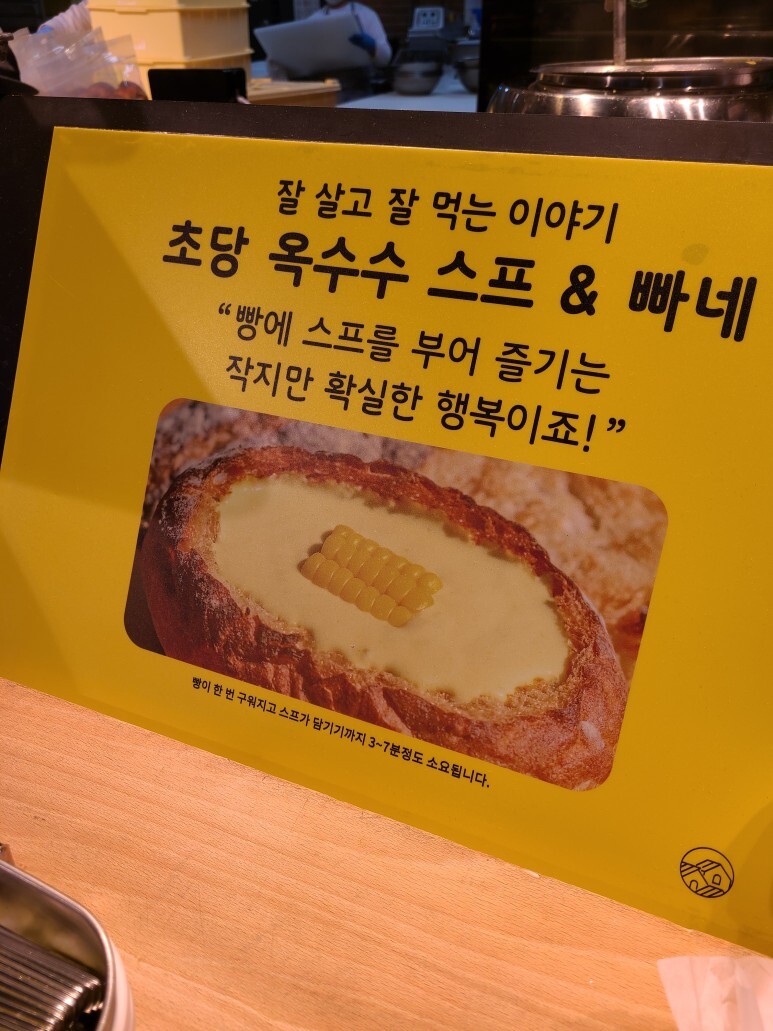 잘 살고 잘 먹는 이야기
초당 옥수수 스프 & 빠네
“빵에 스프를 부어 즐기는
작지만 확실한 행복이죠!”
빵이 한 번 구워지고 스프가 담기기까지 3~7분정도 소요됩니다.